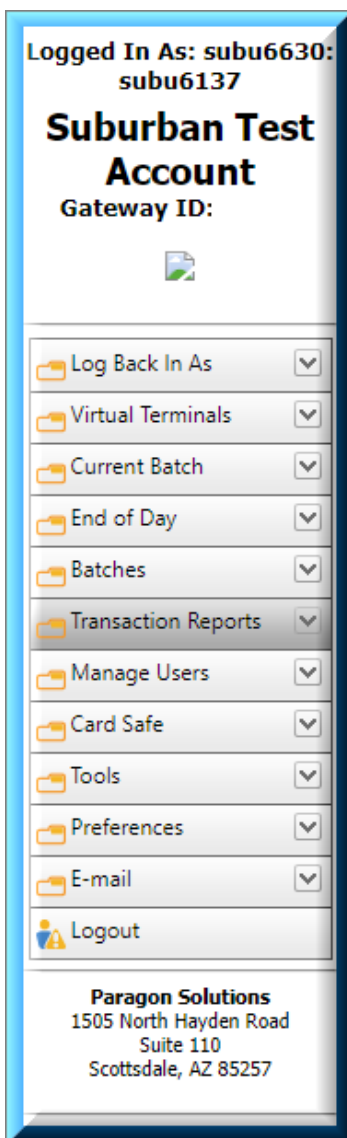 Logged In As: subu6630:
subu6137
Suburban Test
Account
Gateway ID:
Log Back In As
Virtual Terminals
Current Batch
End of Day
Batches
Transaction Reports
Manage Users
Card Safe
Tools
Preferences
E-mail
Logout
Paragon Solutions
1505 North Hayden Road
Suite 110
Scottsdale, AZ 85257